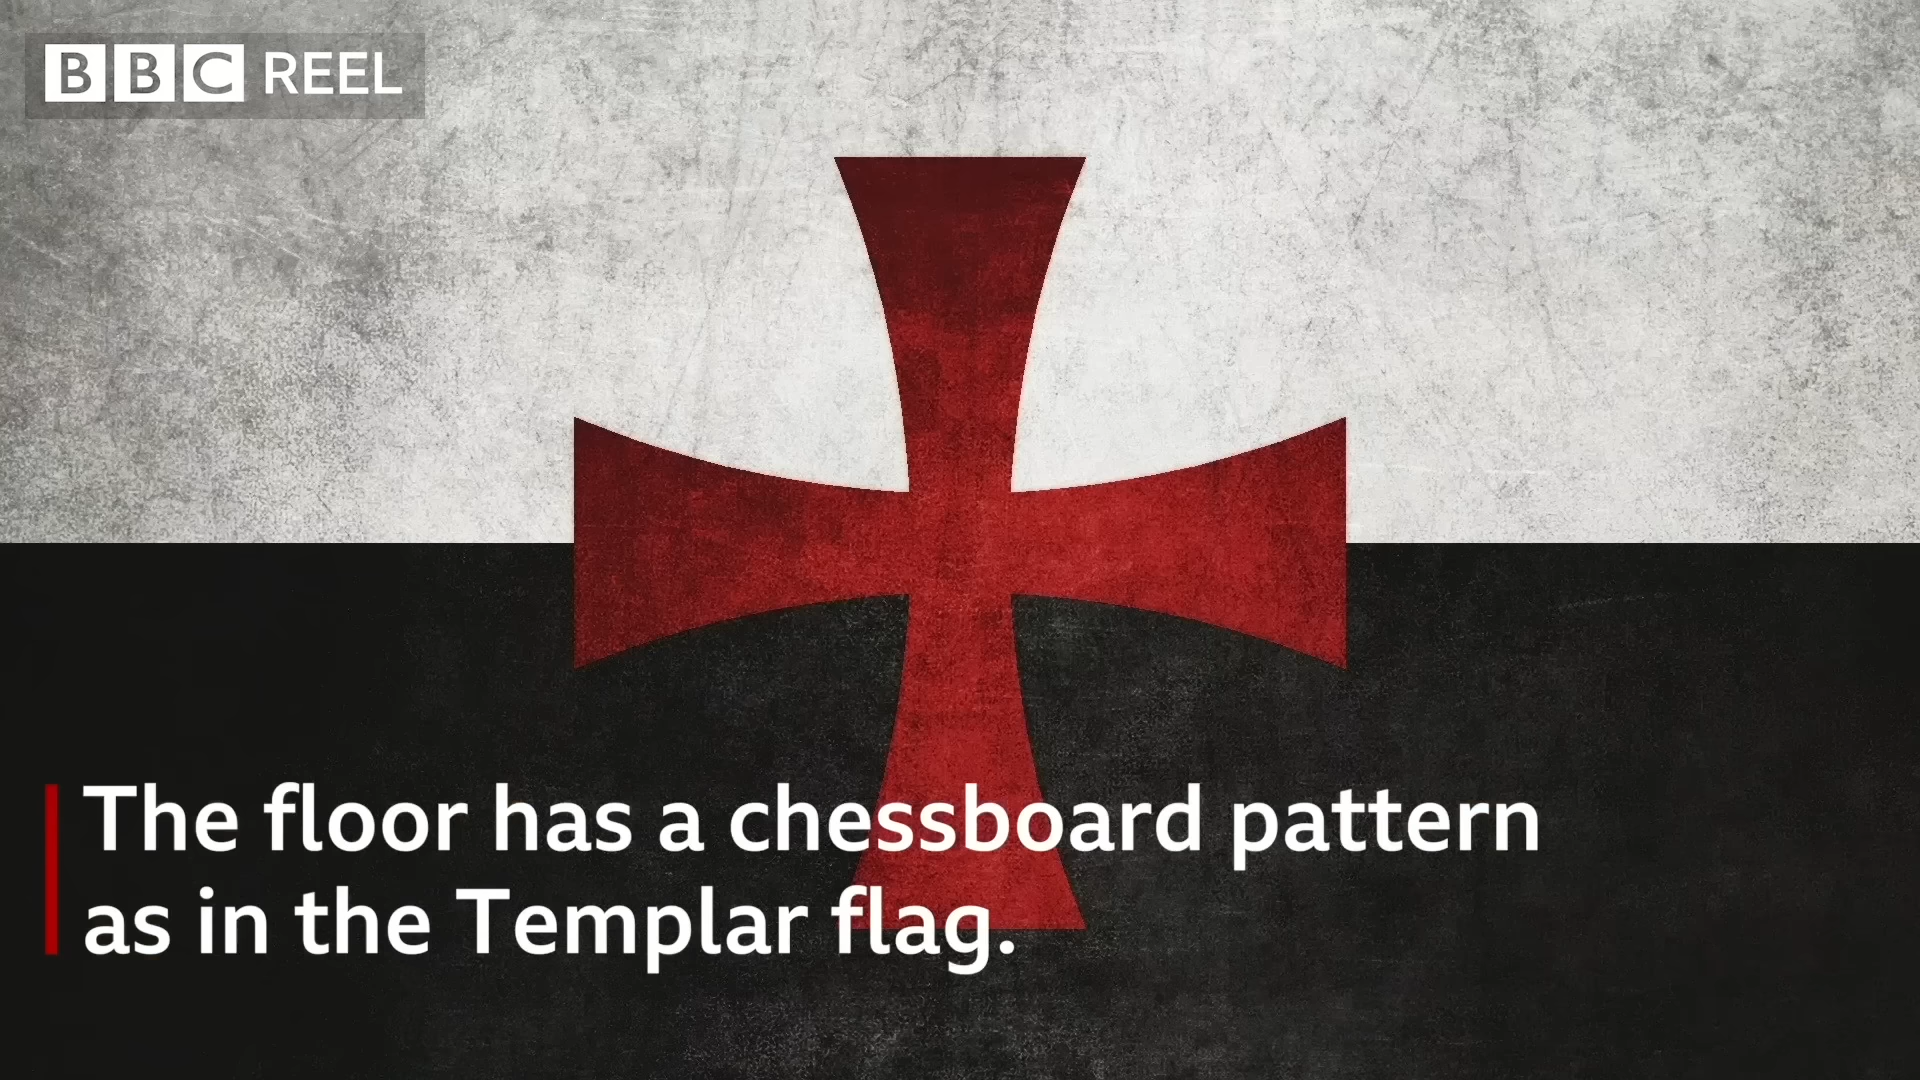 BBC REEL
The floor has a chessboard pattern
as in the Templar flag.